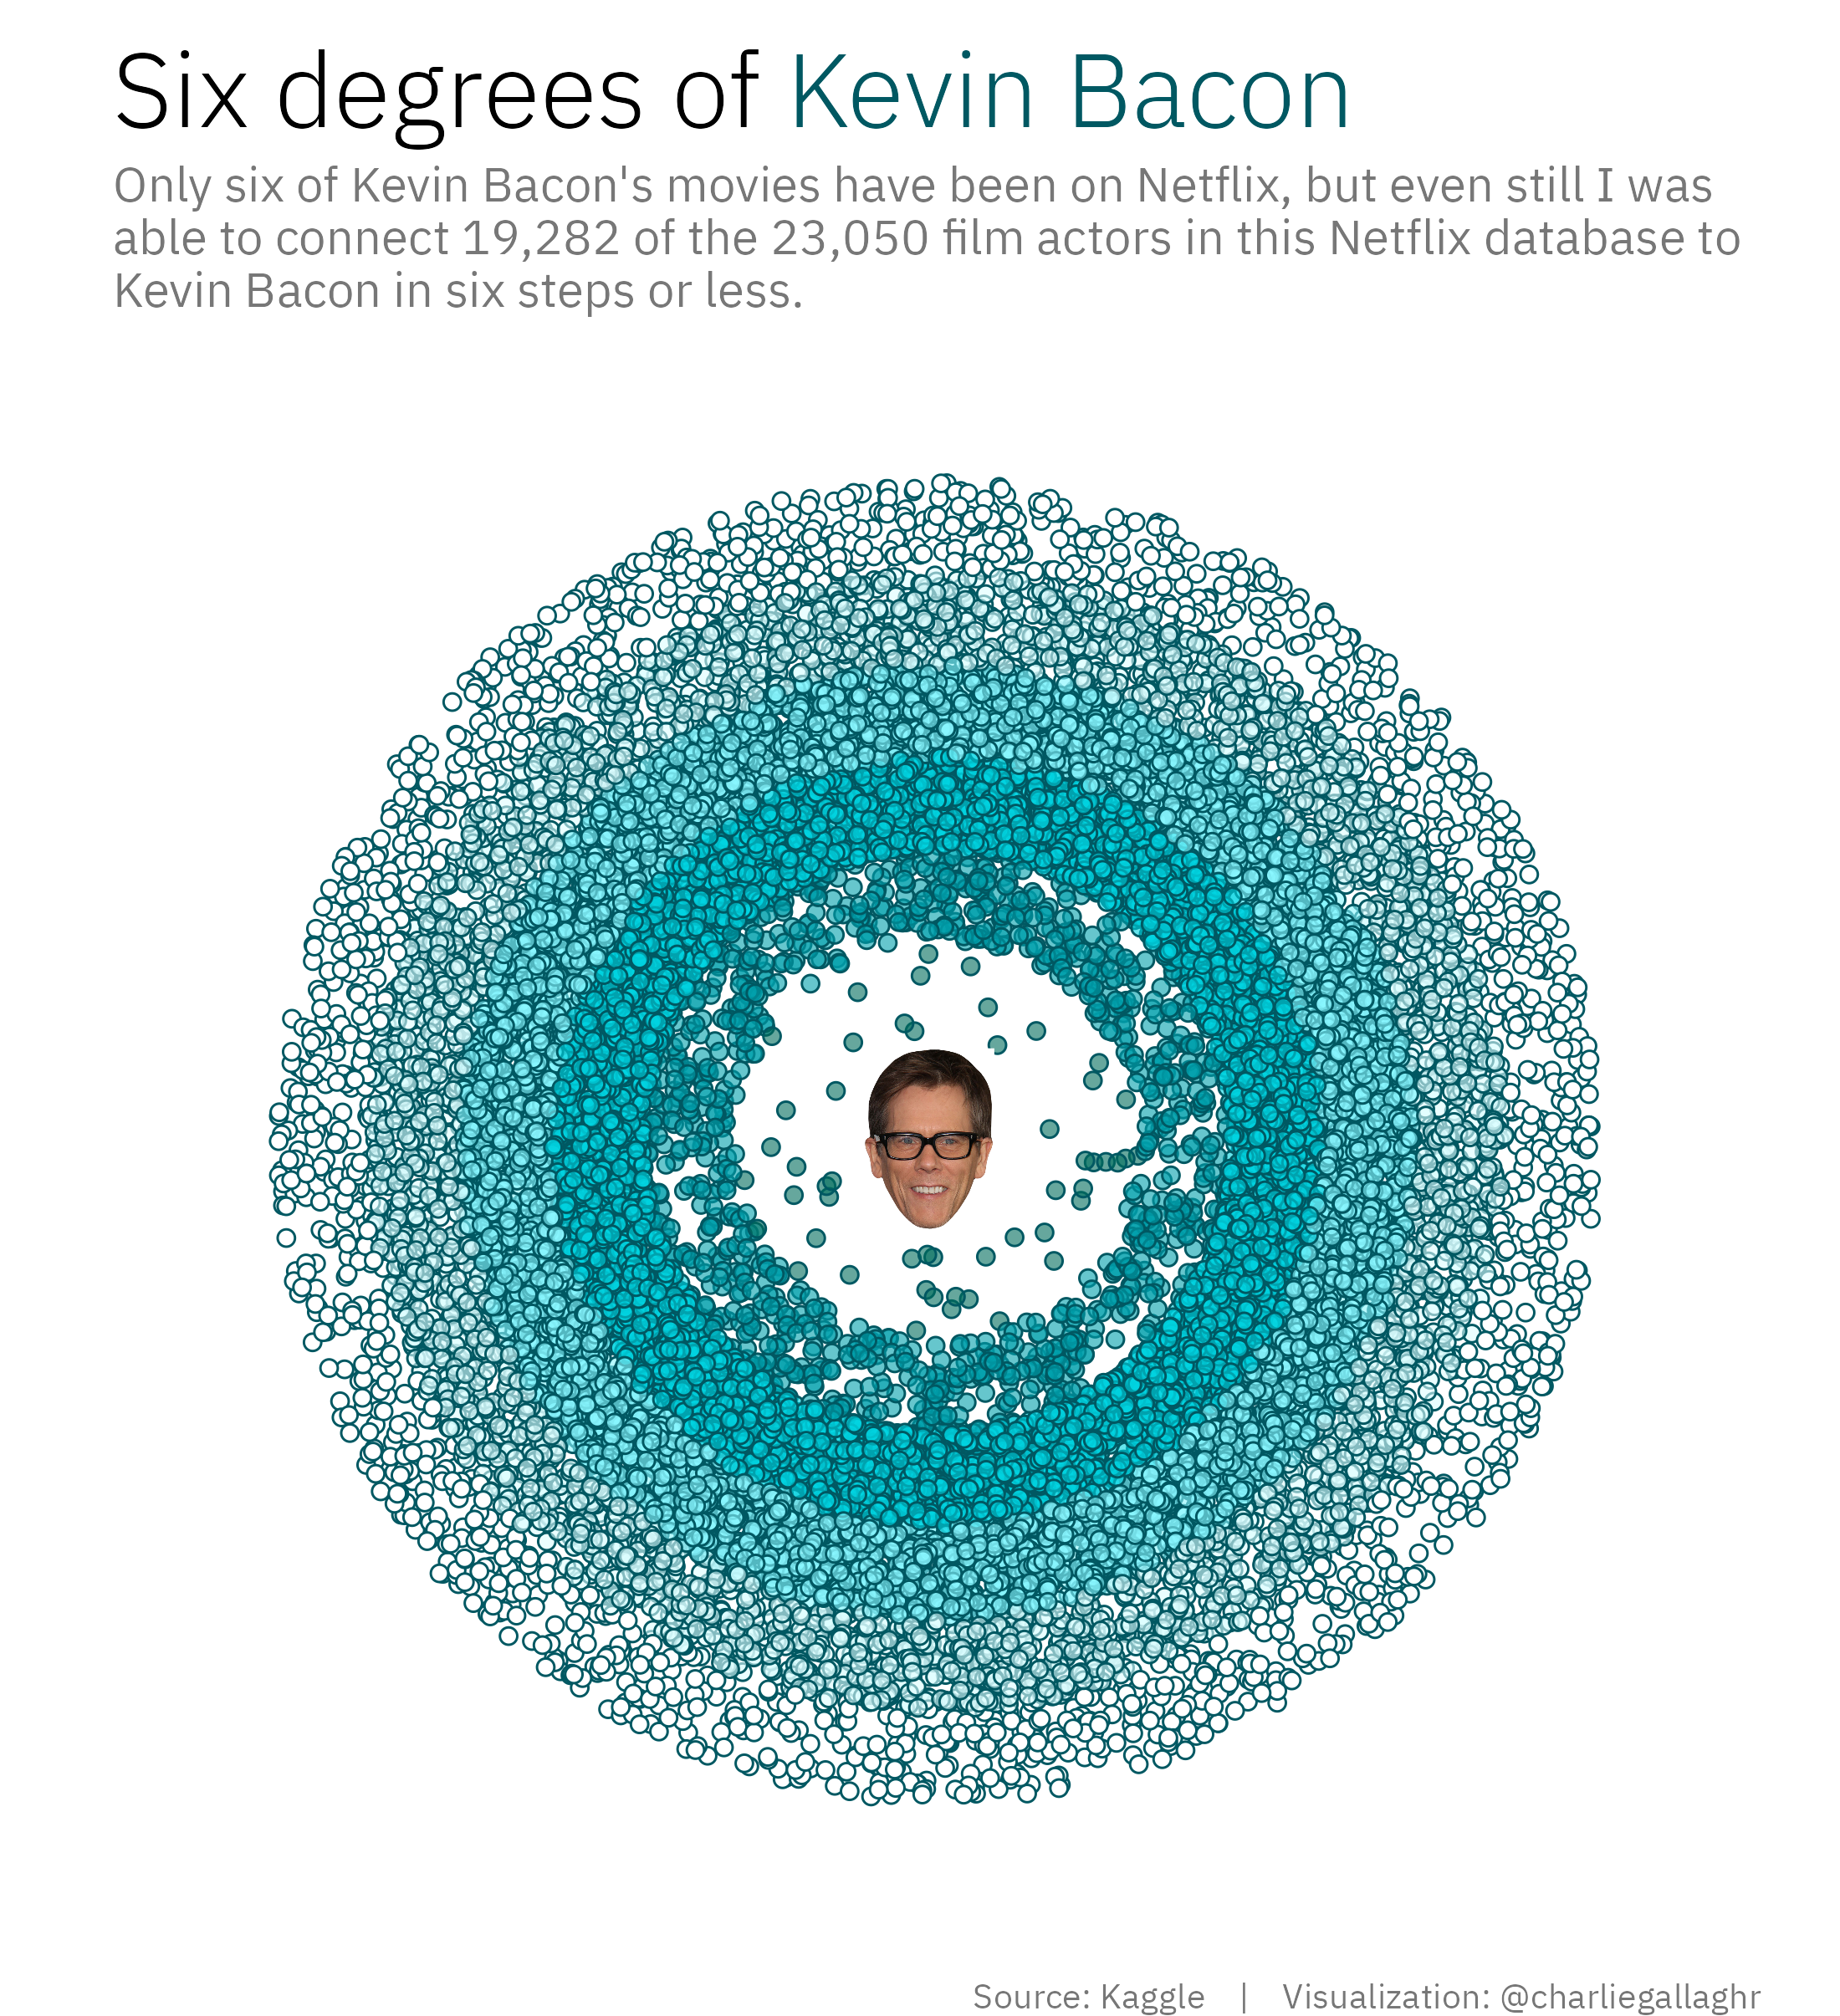 Six degrees of Kevin Bacon
Only six of Kevin Bacon's movies have been on Netflix, but even still I was
able to connect 19,282 of the 23,050 film actors in this Netflix database to
Kevin Bacon in six steps or less.
Source: Kaggle | Visualization: @charliegallaghr